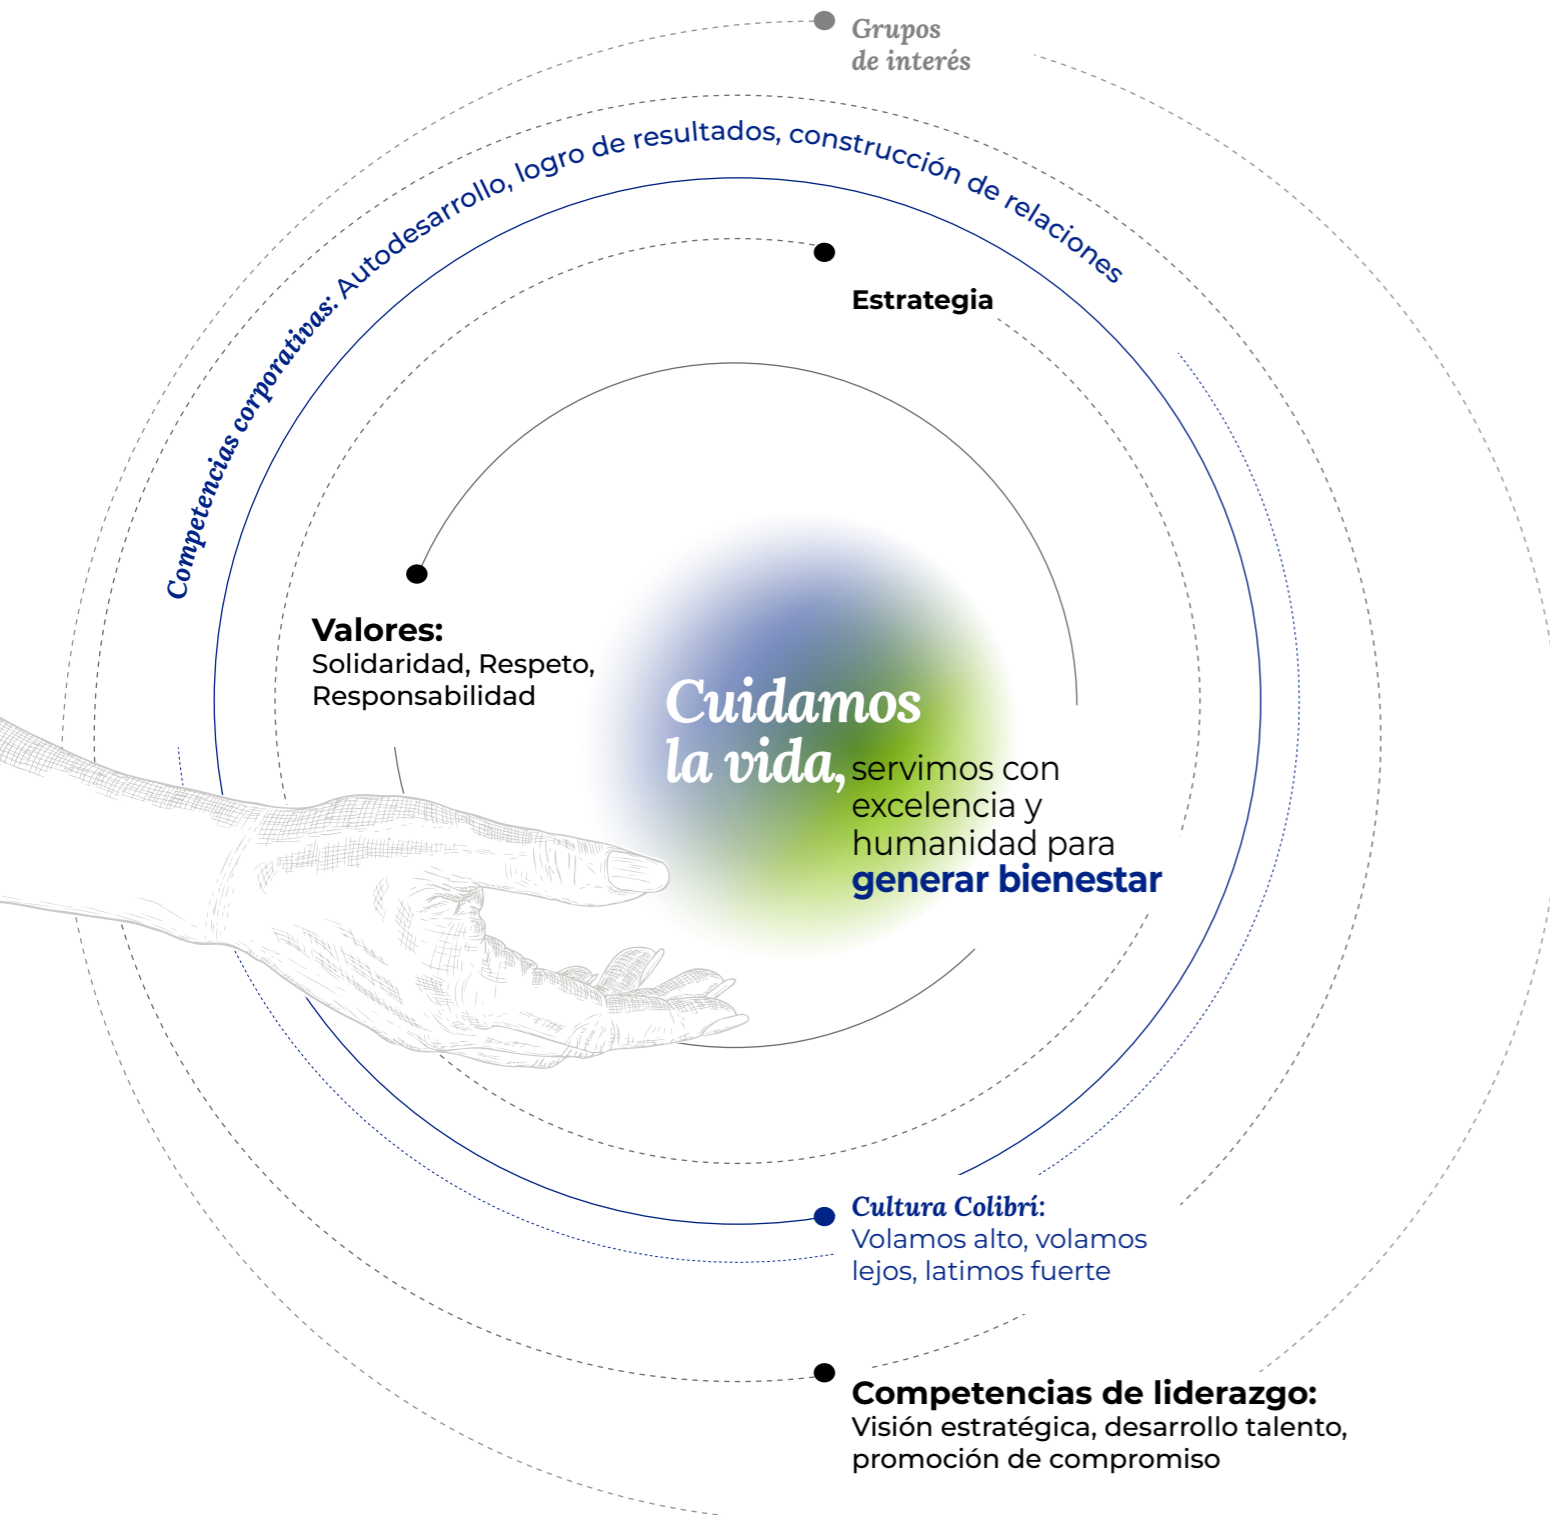 Grupos
de interés
Competencias corporativas: Autodesarrollo, logro de resultados, construcción de relaciones
Estrategia
Valores:
Solidaridad, Respeto,
Responsabilidad
Cuidamos
la vida,
servimos con
excelencia y
humanidad para
generar bienestar
Cultura Colibrí:
Volamos alto, volamos
lejos, latimos fuerte
Competencias de liderazgo:
Visión estratégica, desarrollo talento,
promoción de compromiso